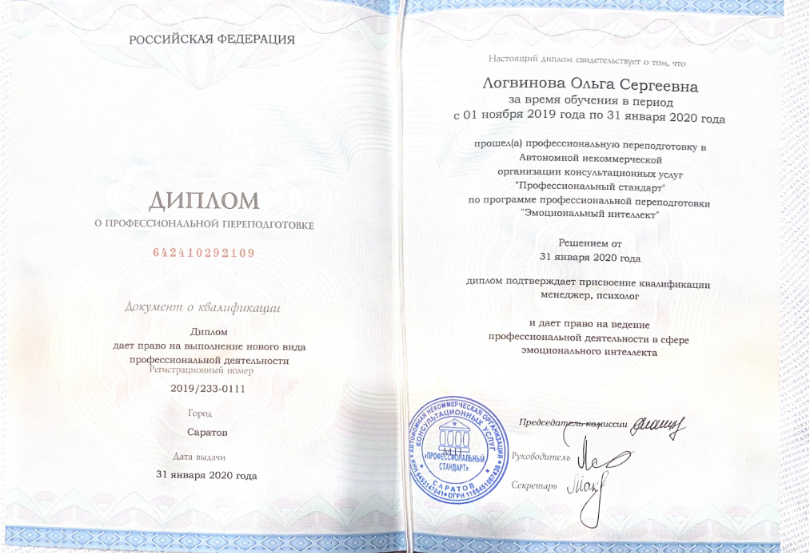 РОССИЙСКАЯ ФЕДЕРАЦИЯ
ДИПЛОМ
О ПРОФЕССИОНАЛЬНОЙ ПЕРЕПОДГОТОВКЕ
642410292109
Документ о квалификации
Диплом
дает право на выполнение нового вида
профессиональной деятельности
Регистрационный номер
2019/233-0111
Город
Саратов
Дата выдачи
31 января 2020 года
Настоящий диплом свидетельствует о том, что
Логвинова Ольга Сергеевна
за время обучения в период
с 01 ноября 2019 года по 31 января 2020 года
прошел(а) профессиональную переподготовку в
Автономной некоммерческой
организации консультационных услуг
"Профессиональный стандарт"
по программе профессиональной переподготовки
"Эмоциональный интеллект"
Решением от
31 января 2020 года
диплом подтверждает присвоение квалификации
менеджер, психолог
и дает право на ведение
профессиональной деятельности в сфере
эмоционального интеллекта
Председатель комиссии
Руководитель
Секретарь
АВТОНОМНАЯ НЕКОММЕРЧЕСКАЯ ОРГАНИЗАЦИЯ
КОНСУЛЬТАЦИОННЫХ УСЛУГ
М.П.
«ПРОФЕССИОНАЛЬНЫЙ
СТАНДАРТ»
САРАТОВ